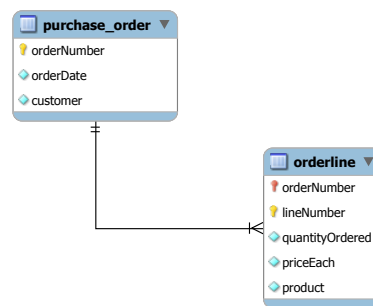 purchase_order
orderNumber
orderDate
customer
orderline
orderNumber
lineNumber
quantityOrdered
priceEach
product